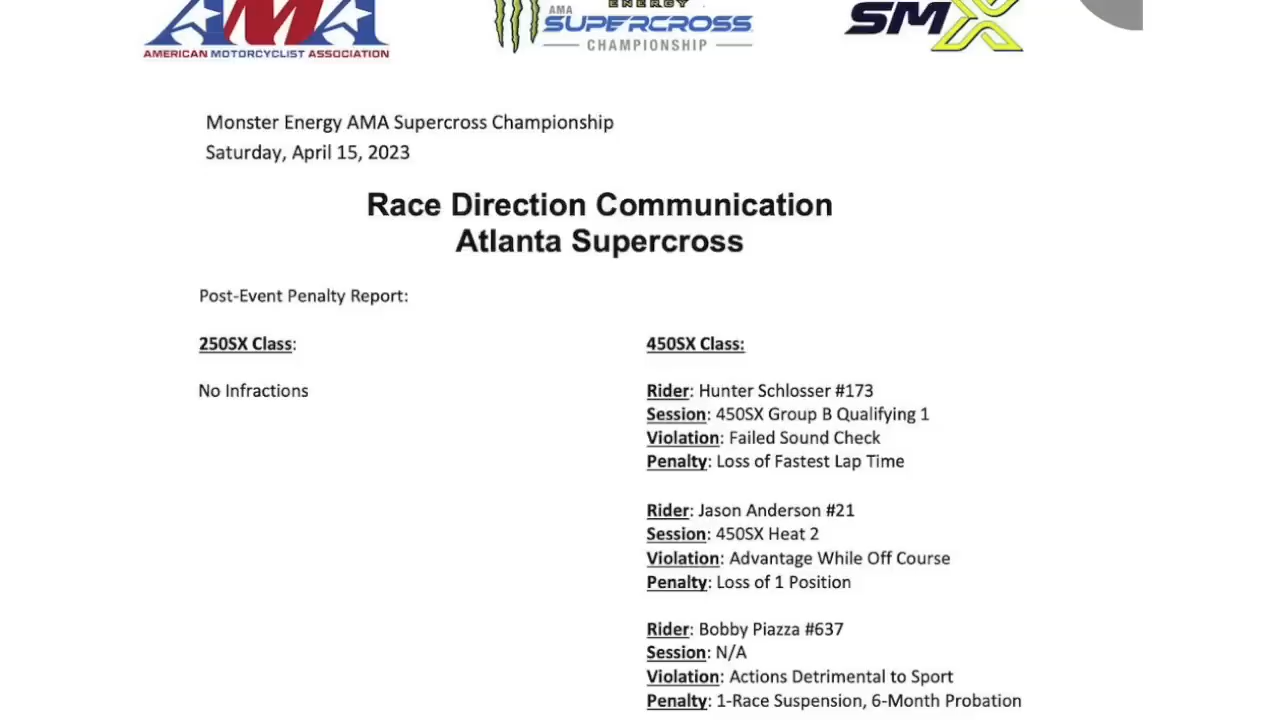 AMA
AMERICAN MOTORCYCLIST ASSOCIATION
ENERGY
AMA
SUPERCROSS
CHAMPIONSHIP
SMX
Monster Energy AMA Supercross Championship
Saturday, April 15, 2023
Race Direction Communication
Atlanta Supercross
Post-Event Penalty Report:
250SX Class:
No Infractions
450SX Class:
Rider: Hunter Schlosser #173
Session: 450SX Group B Qualifying 1
Violation: Failed Sound Check
Penalty: Loss of Fastest Lap Time
Rider: Jason Anderson #21
Session: 450SX Heat 2
Violation: Advantage While Off Course
Penalty: Loss of 1 Position
Rider: Bobby Piazza #637
Session: N/A
Violation: Actions Detrimental to Sport
Penalty: 1-Race Suspension, 6-Month Probation